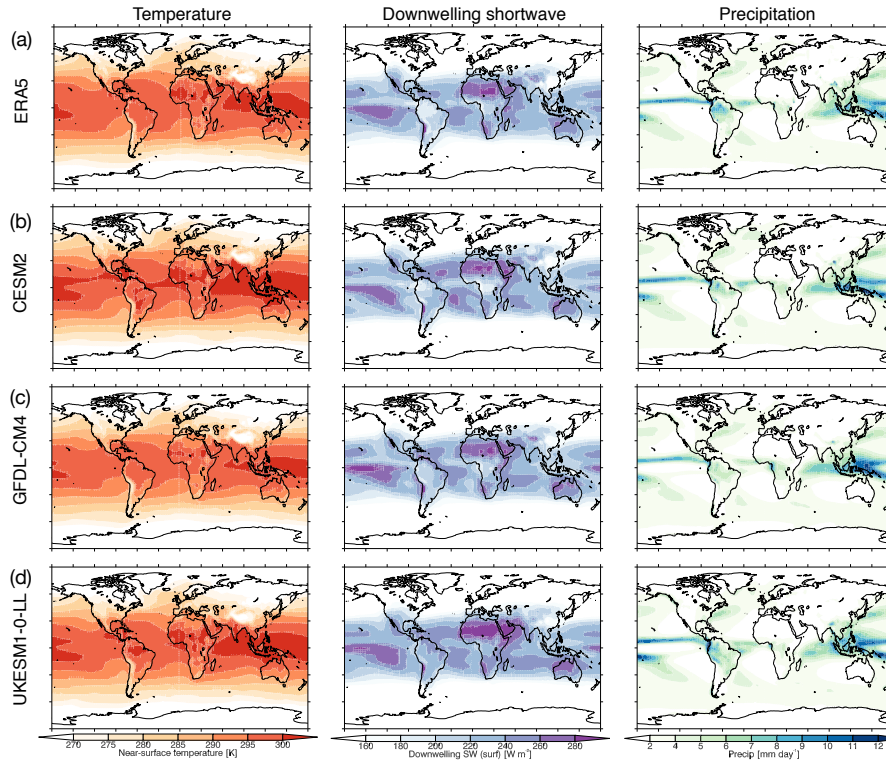 Temperature
Downwelling shortwave
Precipitation
(a)
ERA5
(b)
CESM2
(c)
GFDL-CM4
(d)
UKESM1-0-LL
270 275 280 285 290 295 300
Near-surface temperature [K]
160 180 200 220 240 260 280
Downwelling SW (surf) [W m⁻²]
2 4 5 6 7 8 9 10 11 12
Precip [mm day⁻¹]